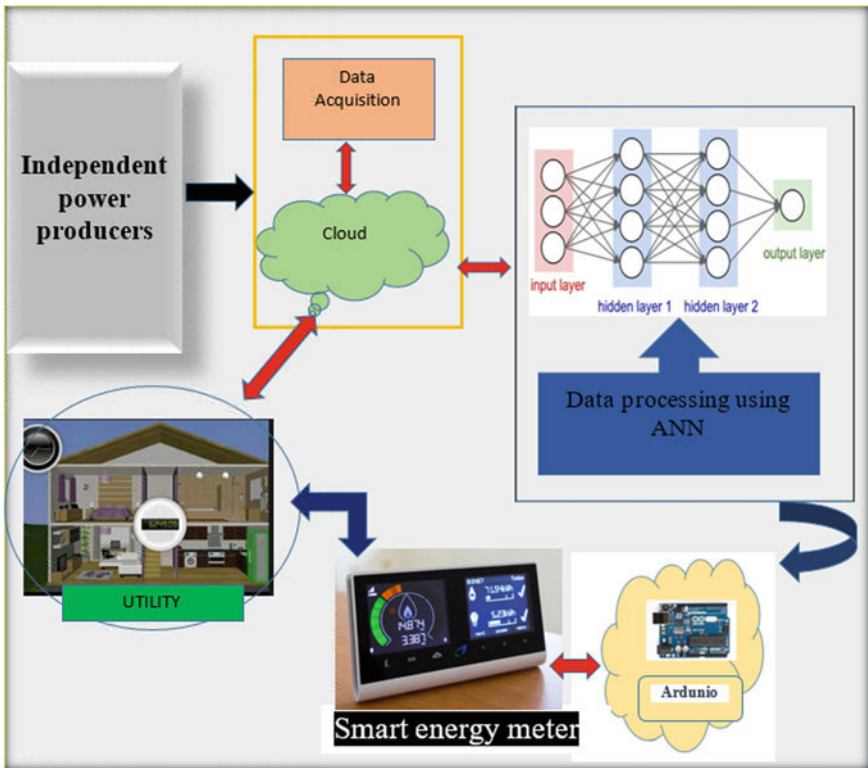 Data
Acquisition
Independent
power
producers
Cloud
input layer
hidden layer 1
hidden layer 2
output layer
Data processing using
ANN
UTILITY
Smart energy meter
Ardunio